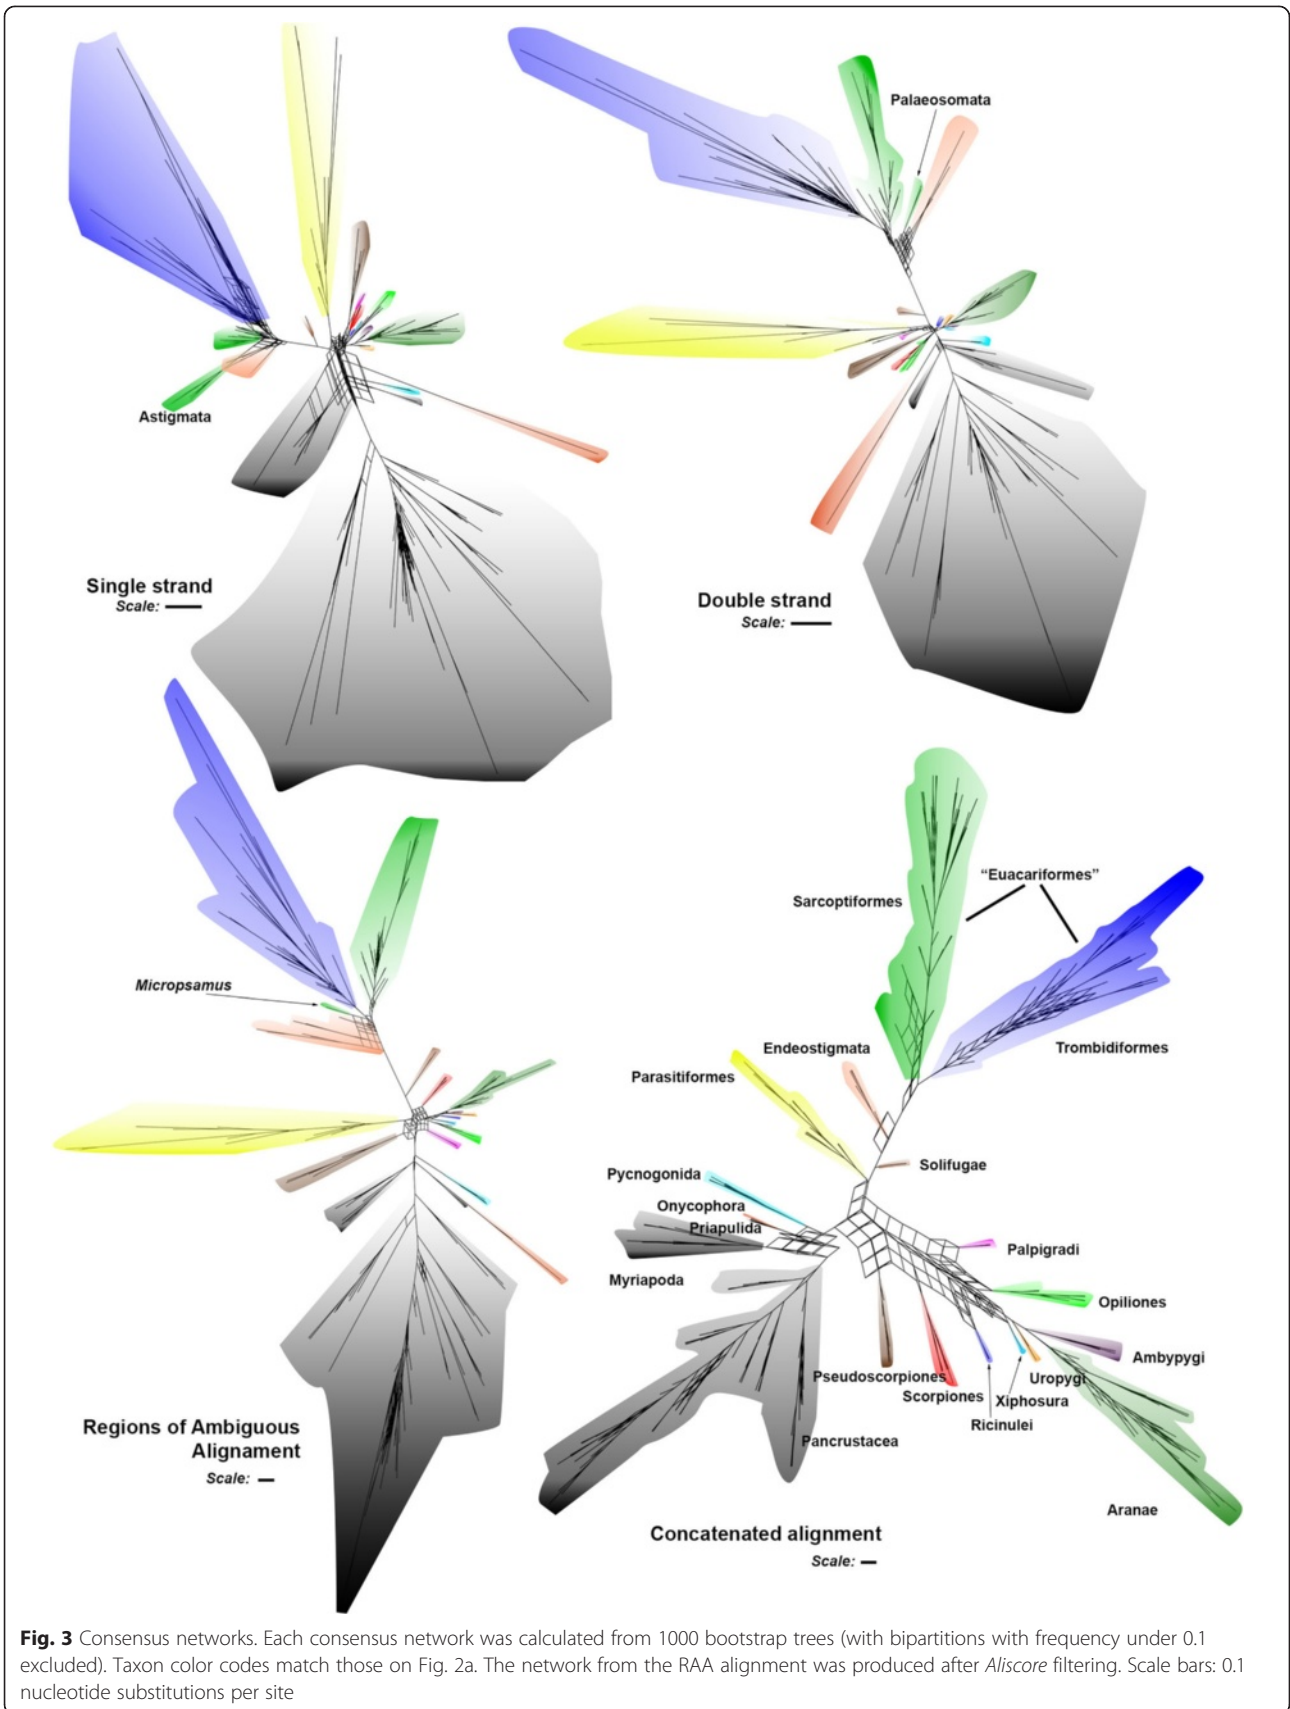 Palaeosomata
Astigmata
Single strand
Scale:
Double strand
Scale:
Micropsamus
Regions of Ambiguous
Alignament
Scale:
"Euacariformes"
Sarcoptiformes
Endeostigmata
Trombidiformes
Parasitiformes
Solifugae
Pycnogonida
Onycophora
Priapulida
Palpigradi
Myriapoda
Opiliones
Ambypygi
Pseudoscorpiones
Uropygi
Scorpiones
Xiphosura
Ricinulei
Pancrustacea
Aranae
Concatenated alignment
Scale:
Fig. 3 Consensus networks. Each consensus network was calculated from 1000 bootstrap trees (with bipartitions with frequency under 0.1
excluded). Taxon color codes match those on Fig. 2a. The network from the RAA alignment was produced after Aliscore filtering. Scale bars: 0.1
nucleotide substitutions per site